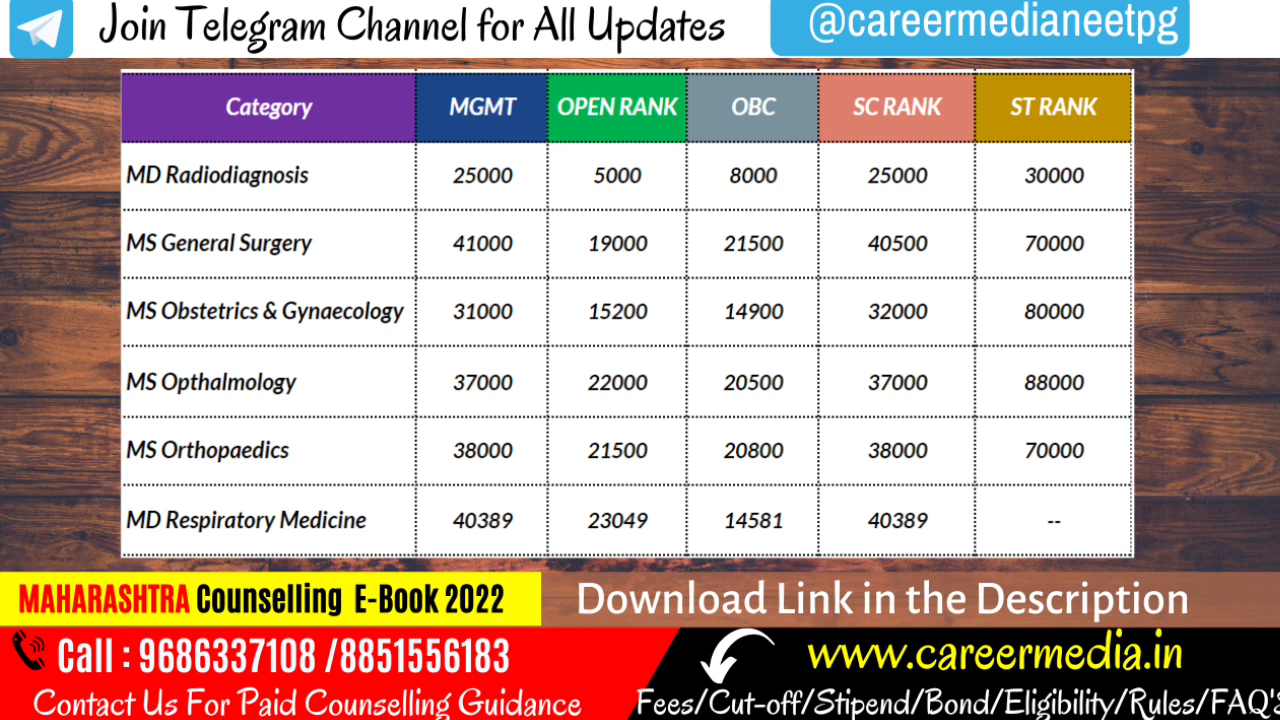 Join Telegram Channel for All Updates @careermedianeetpg
Category MGMT OPEN RANK OBC SC RANK ST RANK
MD Radiodiagnosis 25000 5000 8000 25000 30000
MS General Surgery 41000 19000 21500 40500 70000
MS Obstetrics & Gynaecology 31000 15200 14900 32000 80000
MS Opthalmology 37000 22000 20500 37000 88000
MS Orthopaedics 38000 21500 20800 38000 70000
MD Respiratory Medicine 40389 23049 14581 40389 --
MAHARASHTRA Counselling E-Book 2022 Download Link in the Description
Call : 9686337108 /8851556183 www.careermedia.in
Contact Us For Paid Counselling Guidance Fees/Cut-off/Stipend/Bond/Eligibility/Rules/FAQ's